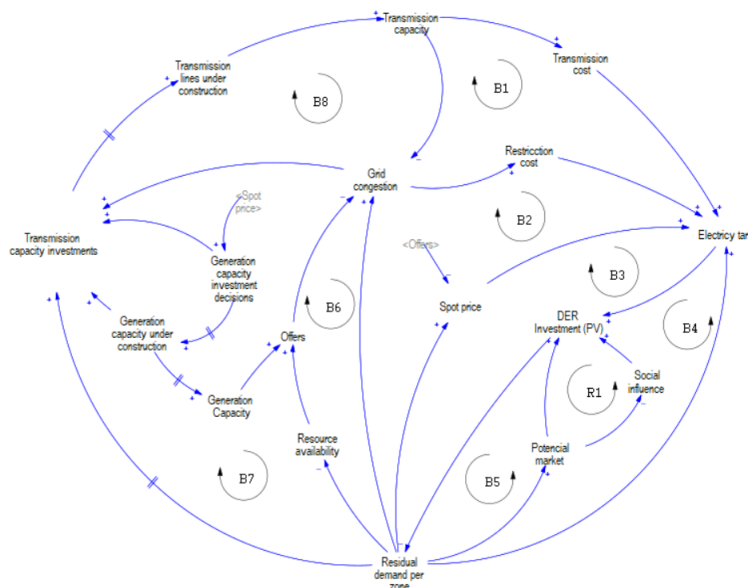 Transmission
capacity
Transmission
cost
Transmission
lines under
construction
B8
B1
Restricction
cost
Grid
congestion
<Spot
price>
B2
Transmission
capacity investments
Generation
capacity
investment
decisions
<Offers>
Electricy tar
B3
B6
Spot price
DER
Investment (PV)
B4
Generation
capacity under
construction
Offers
Social
influence
R1
Generation
Capacity
Resource
availability
Potencial
market
B7
B5
Residual
demand per
zone